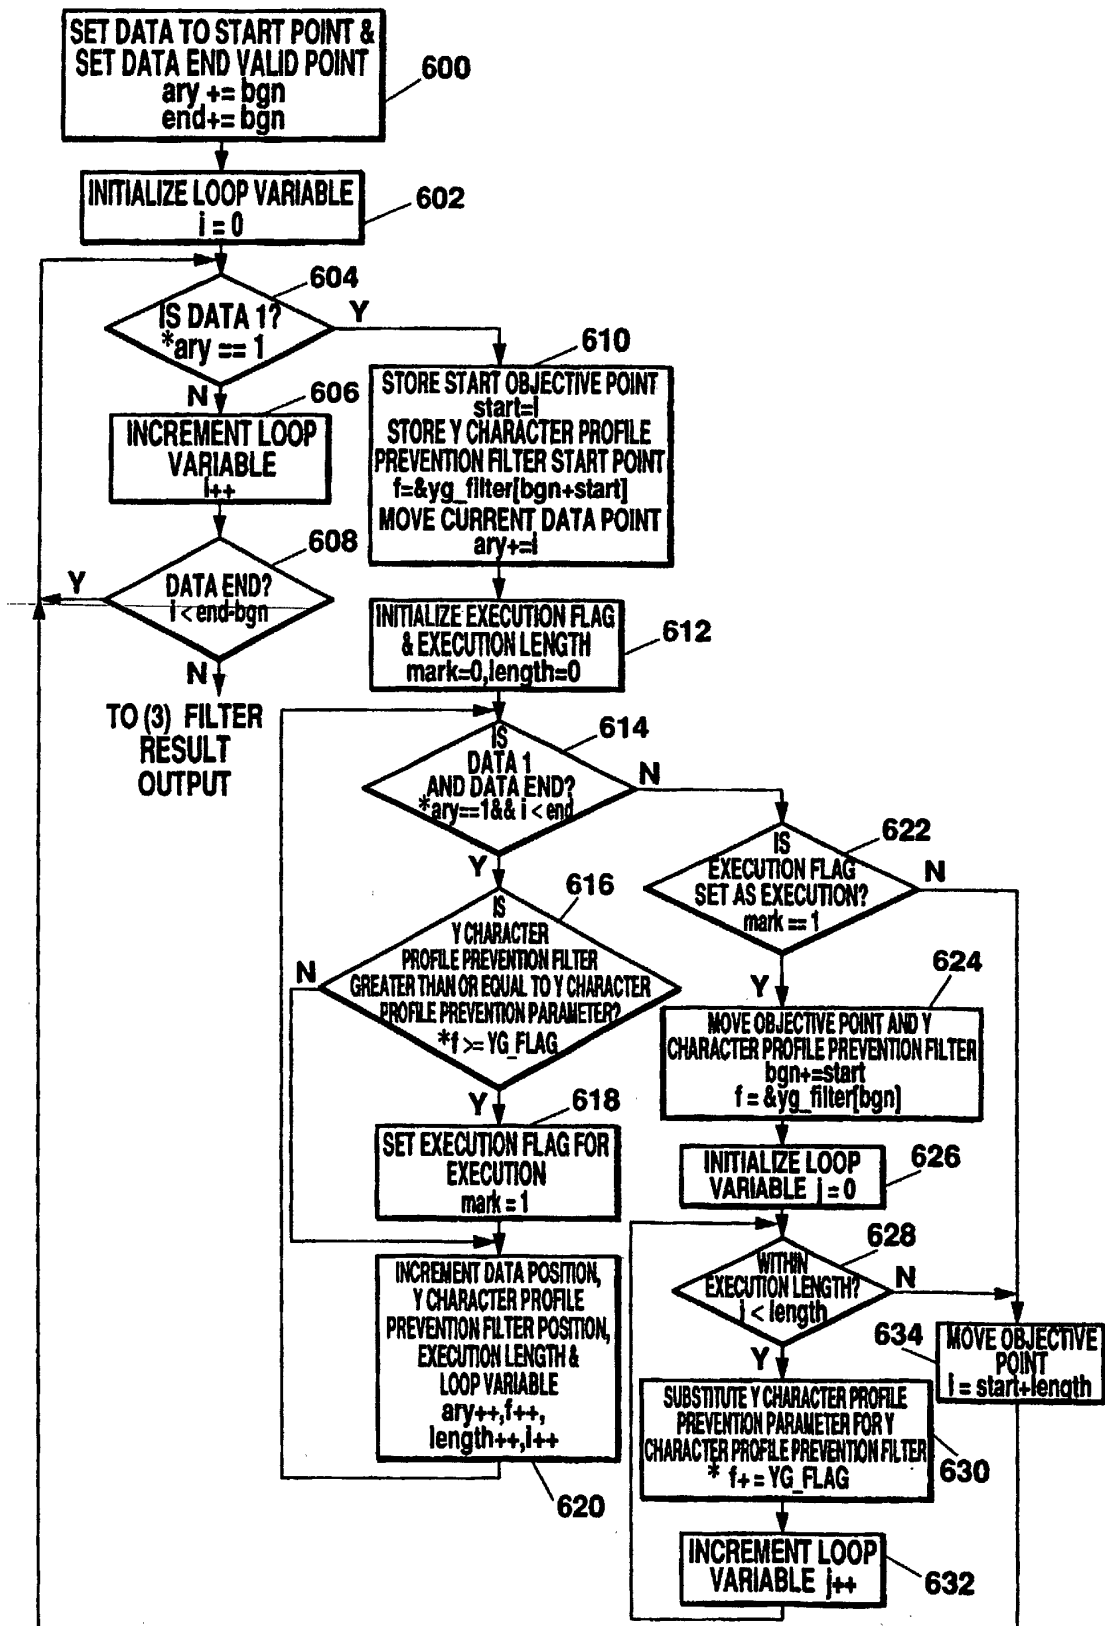 SET DATA TO START POINT &
SET DATA END VALID POINT
ary += bgn
end+= bgn
600
INITIALIZE LOOP VARIABLE
i = 0
602
604
IS DATA 1?
*ary == 1
Y
N
606
INCREMENT LOOP
VARIABLE
i++
608
DATA END?
i < end-bgn
Y
N
TO (3) FILTER
RESULT
OUTPUT
610
STORE START OBJECTIVE POINT
start=i
STORE Y CHARACTER PROFILE
PREVENTION FILTER START POINT
f=&yg_filter[bgn+start]
MOVE CURRENT DATA POINT
ary+=i
INITIALIZE EXECUTION FLAG
& EXECUTION LENGTH
mark=0,length=0
612
614
IS
DATA 1
AND DATA END?
*ary==1&& i < end
N
Y
616
IS
Y CHARACTER
PROFILE PREVENTION FILTER
GREATER THAN OR EQUAL TO Y CHARACTER
PROFILE PREVENTION PARAMETER?
*f >= YG_FLAG
N
Y
618
SET EXECUTION FLAG FOR
EXECUTION
mark = 1
INCREMENT DATA POSITION,
Y CHARACTER PROFILE
PREVENTION FILTER POSITION,
EXECUTION LENGTH &
LOOP VARIABLE
ary++,f++,
length++,i++
620
622
IS
EXECUTION FLAG
SET AS EXECUTION?
mark == 1
N
Y
624
MOVE OBJECTIVE POINT AND Y
CHARACTER PROFILE PREVENTION FILTER
bgn+=start
f = &yg_filter[bgn]
INITIALIZE LOOP
VARIABLE j = 0
626
628
WITHIN
EXECUTION LENGTH?
j < length
N
Y
634
MOVE OBJECTIVE
POINT
i = start+length
SUBSTITUTE Y CHARACTER PROFILE
PREVENTION PARAMETER FOR Y
CHARACTER PROFILE PREVENTION FILTER
* f+ = YG_FLAG
630
INCREMENT LOOP
VARIABLE j++
632